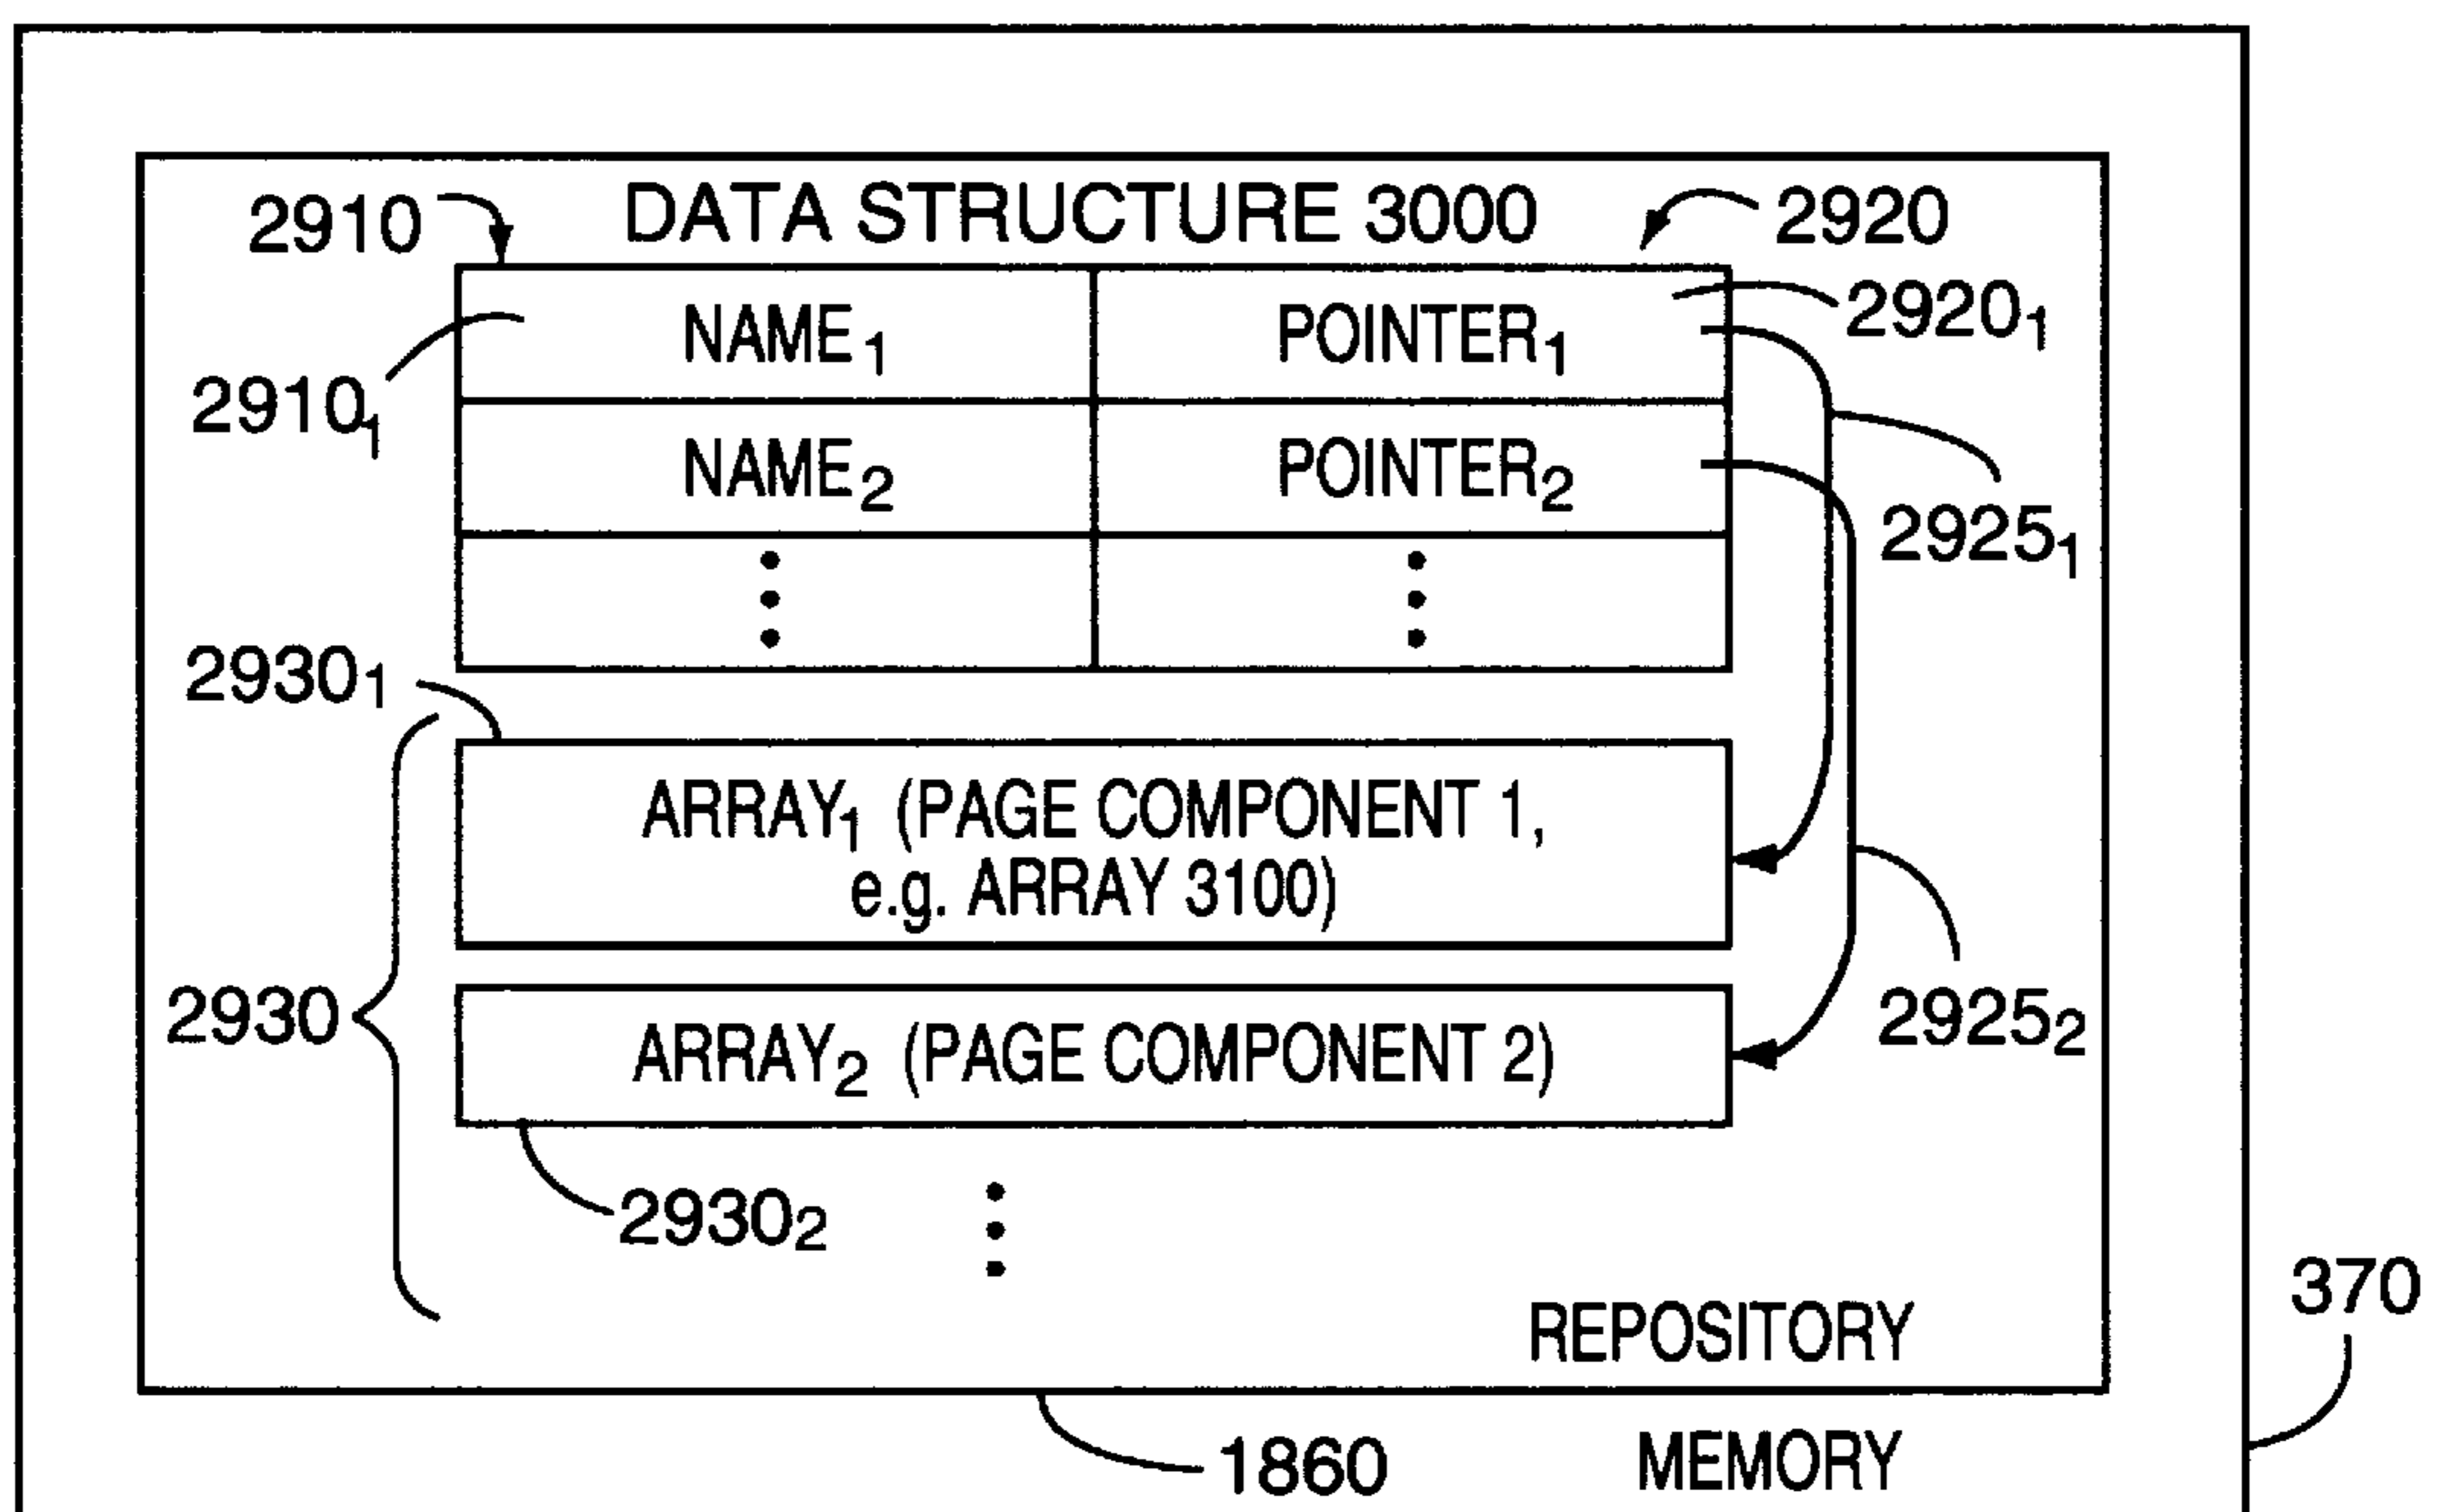 2910 DATA STRUCTURE 3000 2920
NAME₁ POINTER₁ 2920₁
2910₁
NAME₂ POINTER₂
2925₁
2930₁
ARRAY₁ (PAGE COMPONENT 1,
e.g. ARRAY 3100)
2930
ARRAY₂ (PAGE COMPONENT 2)
2925₂
2930₂
370
REPOSITORY
1860
MEMORY